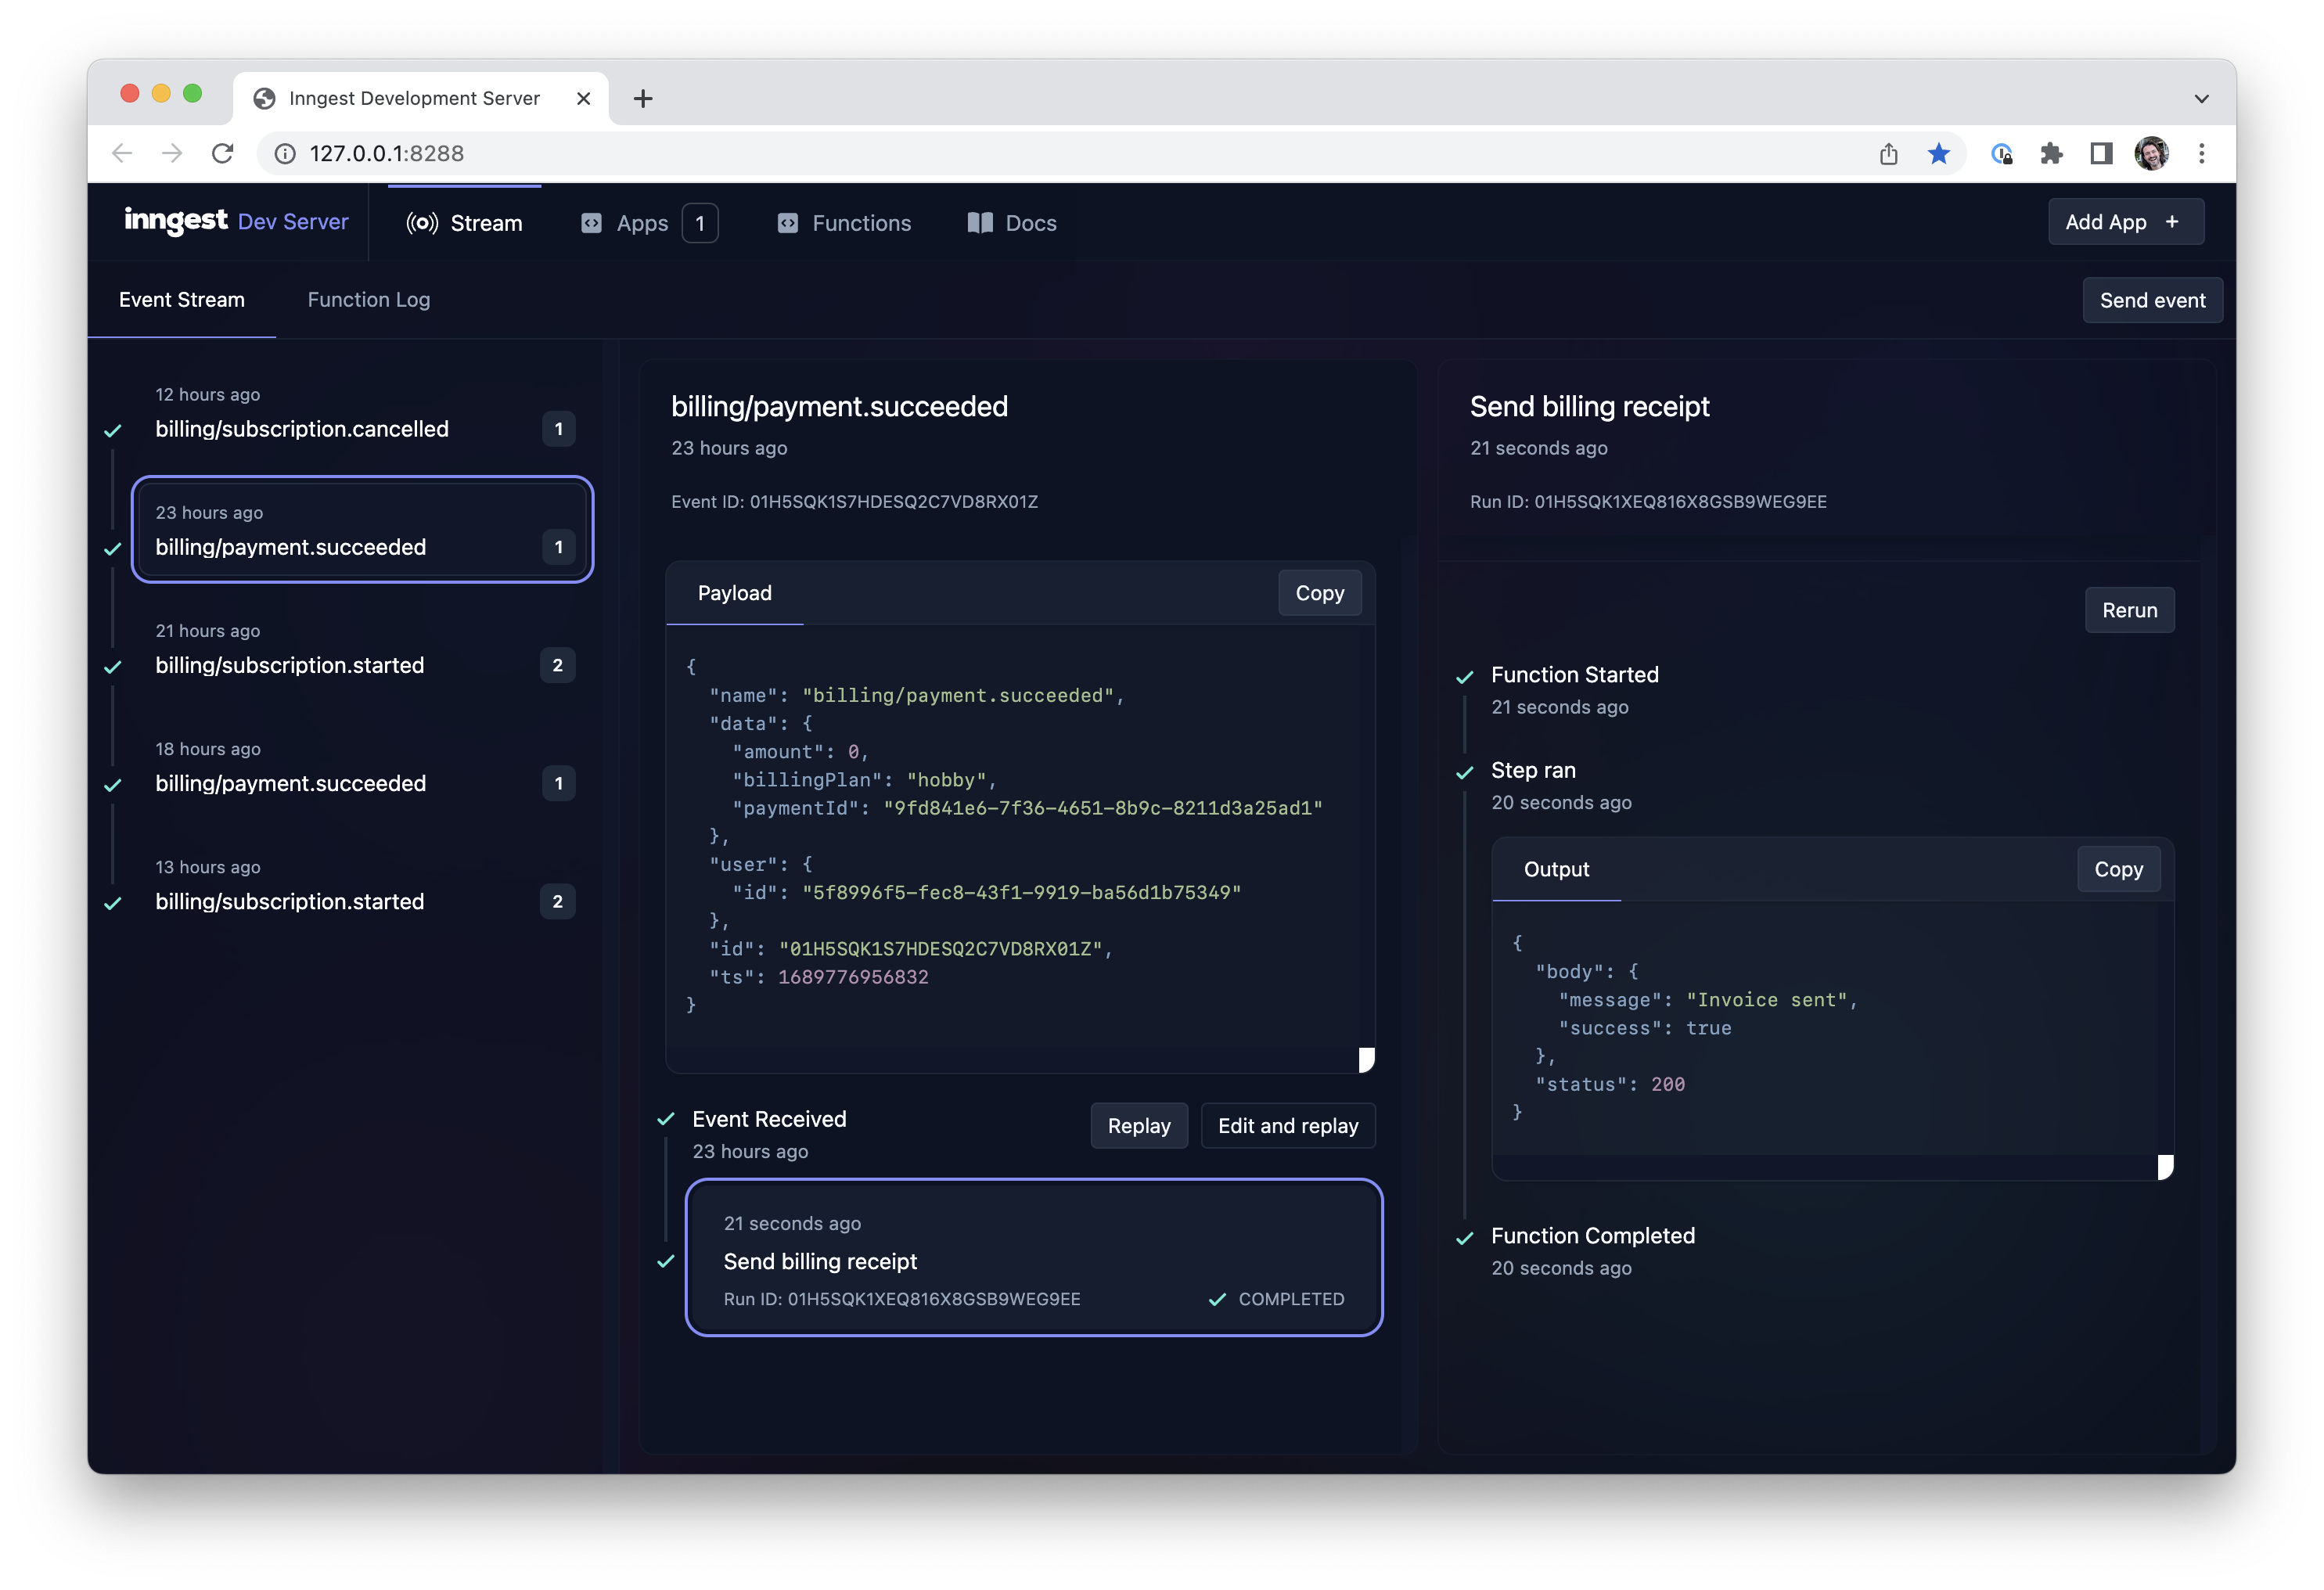 Inngest Development Server
127.0.0.1:8288
inngest Dev Server
Stream
Apps 1
Functions
Docs
Add App +
Event Stream
Function Log
Send event
12 hours ago
billing/subscription.cancelled 1
23 hours ago
billing/payment.succeeded 1
21 hours ago
billing/subscription.started 2
18 hours ago
billing/payment.succeeded 1
13 hours ago
billing/subscription.started 2
billing/payment.succeeded
23 hours ago
Event ID: 01H5SQK1S7HDESQ2C7VD8RX01Z
Payload
Copy
{
"name": "billing/payment.succeeded",
"data": {
"amount": 0,
"billingPlan": "hobby",
"paymentId": "9fd841e6-7f36-4651-8b9c-8211d3a25ad1"
},
"user": {
"id": "5f8996f5-fec8-43f1-9919-ba56d1b75349"
},
"id": "01H5SQK1S7HDESQ2C7VD8RX01Z",
"ts": 1689776956832
}
Event Received
23 hours ago
Replay
Edit and replay
21 seconds ago
Send billing receipt
Run ID: 01H5SQK1XEQ816X8GSB9WEG9EE
COMPLETED
Send billing receipt
21 seconds ago
Run ID: 01H5SQK1XEQ816X8GSB9WEG9EE
Rerun
Function Started
21 seconds ago
Step ran
20 seconds ago
Output
Copy
{
"body": {
"message": "Invoice sent",
"success": true
},
"status": 200
}
Function Completed
20 seconds ago